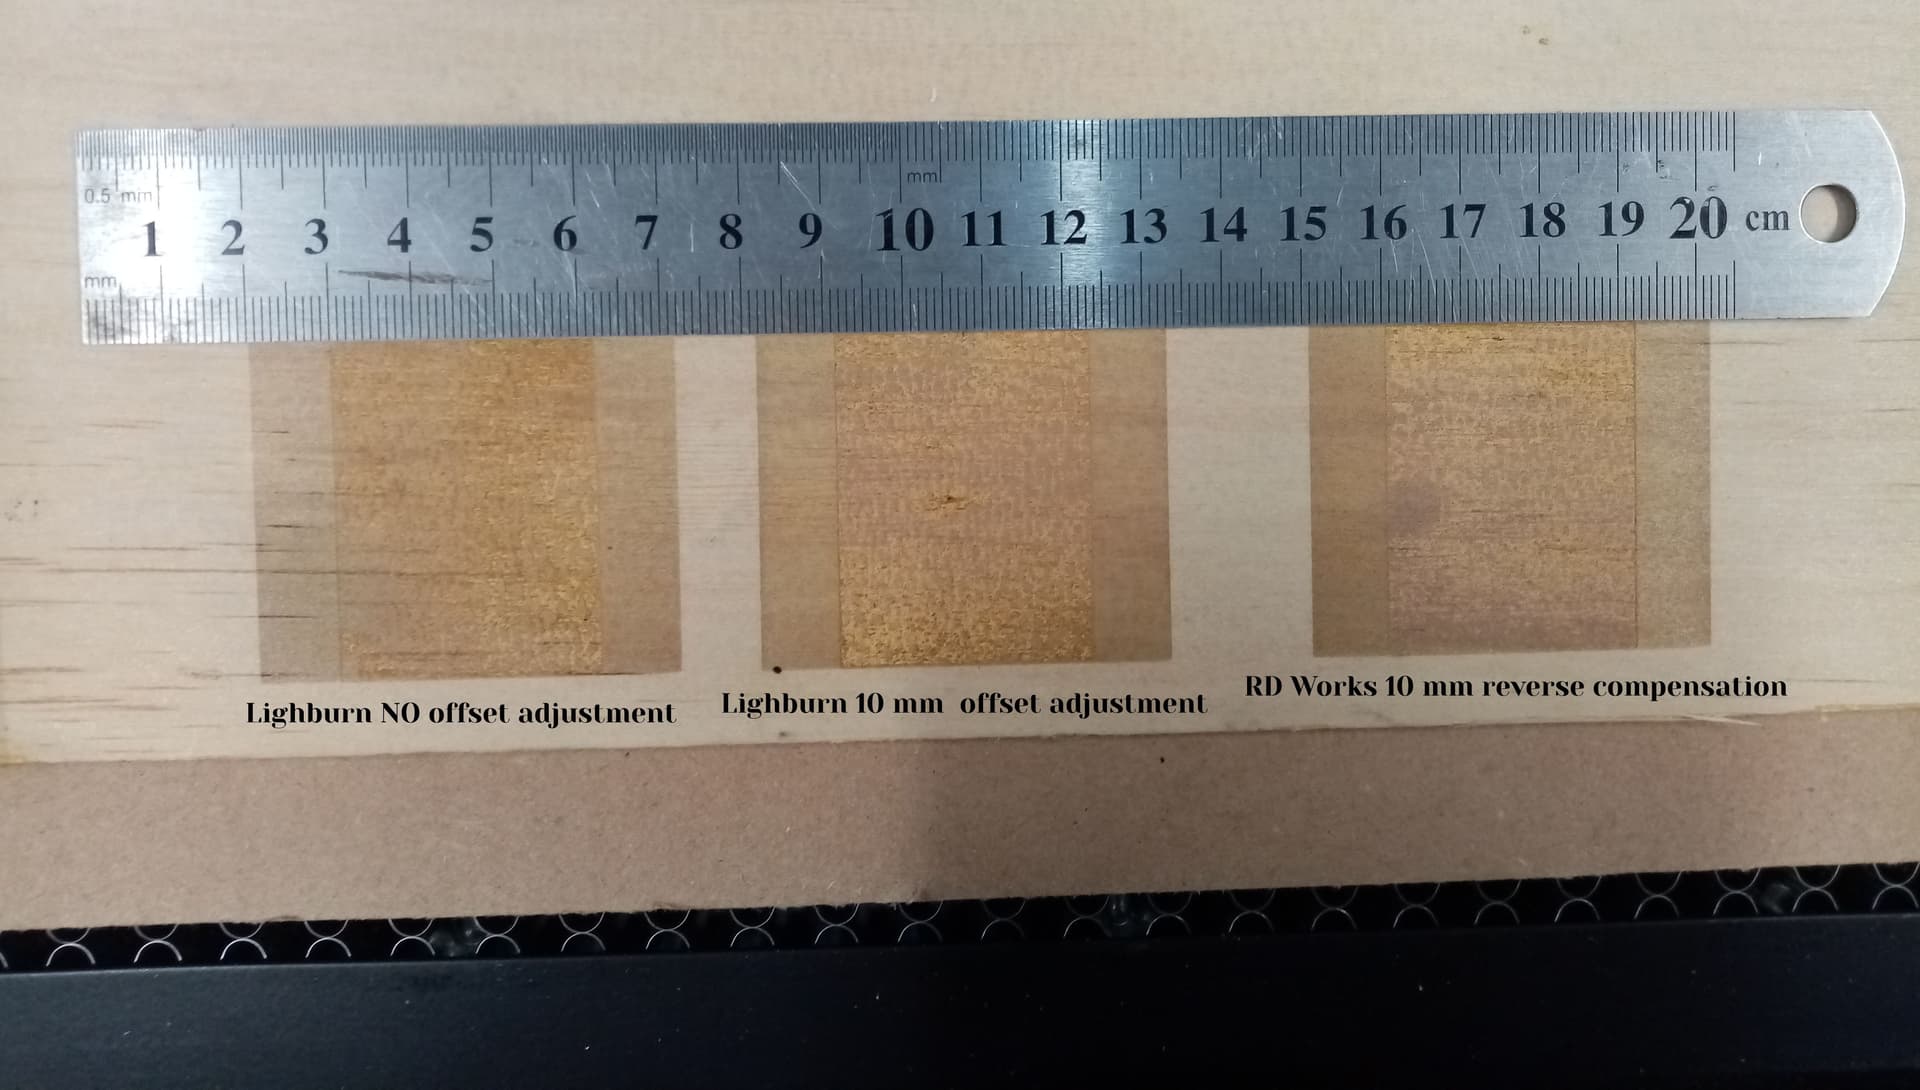 mm
0.5 mm
1 2 3 4 5 6 7 8 9 10 11 12 13 14 15 16 17 18 19 20 cm
mm
Lighburn NO offset adjustment
Lighburn 10 mm offset adjustment
RD Works 10 mm reverse compensation